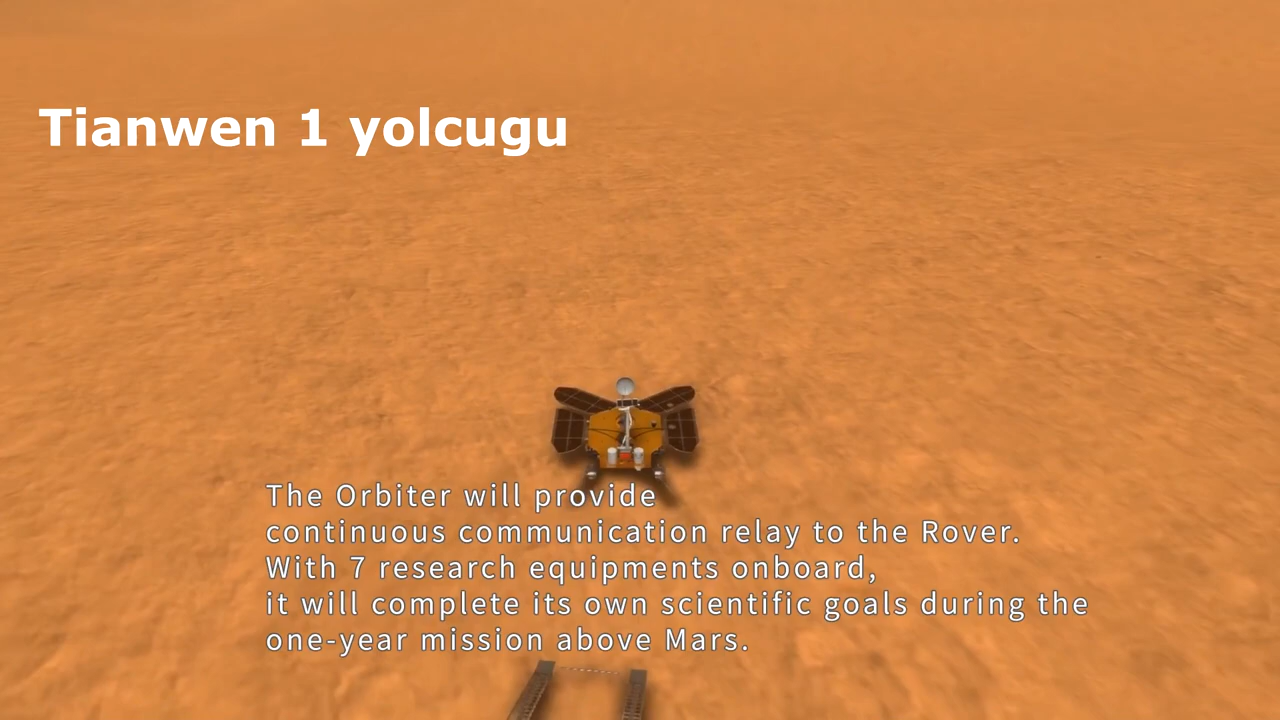 Tianwen 1 yolcugu
The Orbiter will provide
continuous communication relay to the Rover.
With 7 research equipments onboard,
it will complete its own scientific goals during the
one-year mission above Mars.